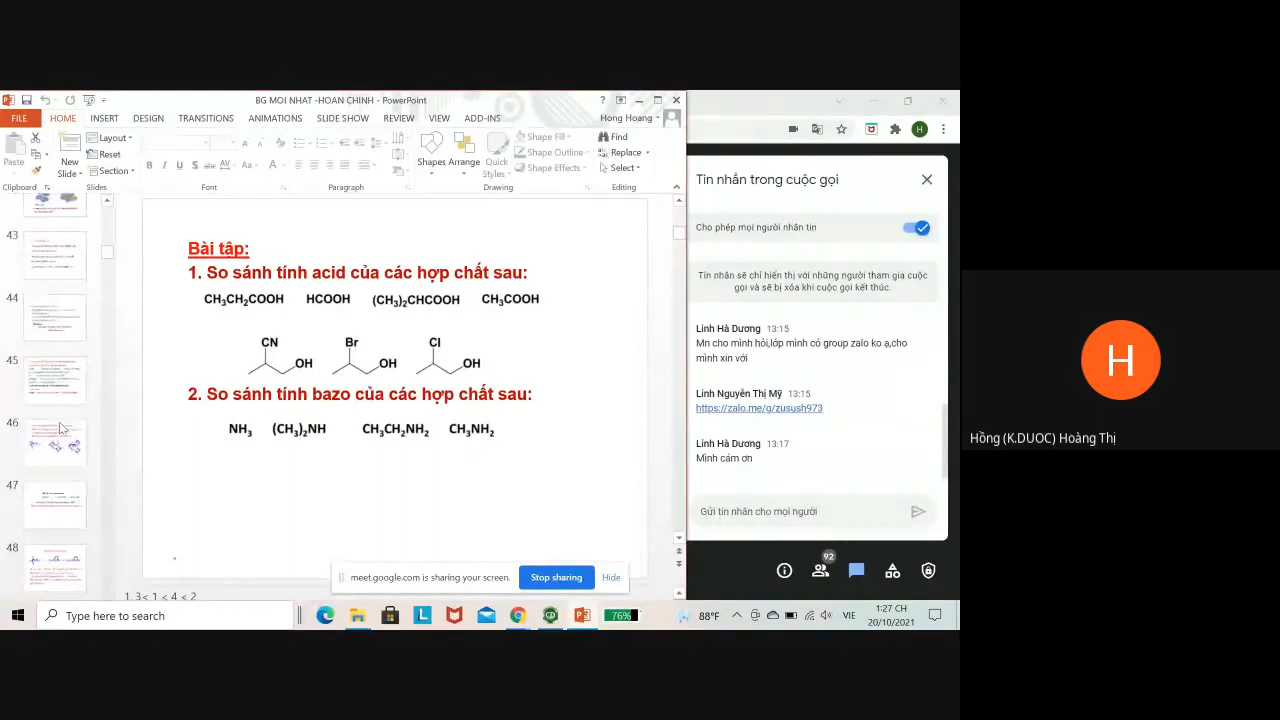 BG MOI NHAT -HOAN CHINH - PowerPoint
FILE HOME INSERT DESIGN TRANSITIONS ANIMATIONS SLIDE SHOW REVIEW VIEW ADD-INS Hong Hoang
Paste
New
Slide
Layout
Reset
Section
B I U S abc AV Aa A
Shapes Arrange Quick
Styles
Shape Fill
Shape Outline
Shape Effects
Find
Replace
Select
Clipboard Slides Font Paragraph Drawing Editing
43
44
45
46
47
48
Bài tập:
1. So sánh tính acid của các hợp chất sau:
CH3CH2COOH HCOOH (CH3)2CHCOOH CH3COOH
CN Br Cl
OH OH OH
2. So sánh tính bazo của các hợp chất sau:
NH3 (CH3)2NH CH3CH2NH2 CH3NH2
meet.google.com is sharing your screen. Stop sharing Hide
1. 3< 1 < 4 < 2
Tin nhắn trong cuộc gọi
Cho phép mọi người nhắn tin
Tin nhắn sẽ chỉ hiển thị với những người tham gia cuộc
gọi và sẽ bị xóa khi cuộc gọi kết thúc.
Linh Hà Dương 13:15
Mn cho mình hỏi,lớp mình có group zalo ko ạ,cho
mình xin
Linh Nguyễn Thị Mỹ 13:15
https://zalo.me/g/zusush973
Linh Hà Dương 13:17
Mình cám ơn
Gửi tin nhắn cho mọi người
92
H
H
Hồng (K.DUOC) Hoàng Thị
Type here to search
76%
88°F
VIE
1:27 CH
20/10/2021